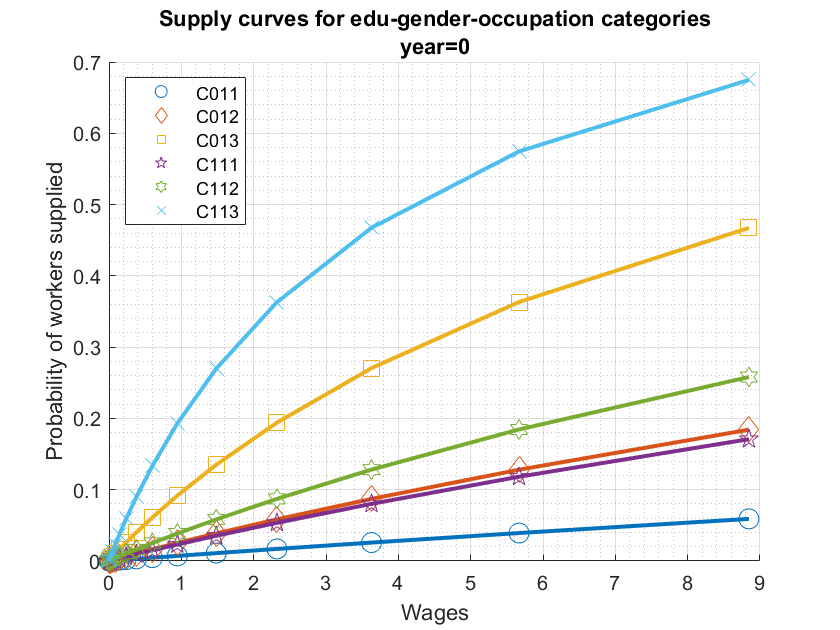 Supply curves for edu-gender-occupation categories
year=0
0.7
0.6
0.5
0.4
0.3
0.2
0.1
0
Probability of workers supplied
C011
C012
C013
C111
C112
C113
0 1 2 3 4 5 6 7 8 9
Wages